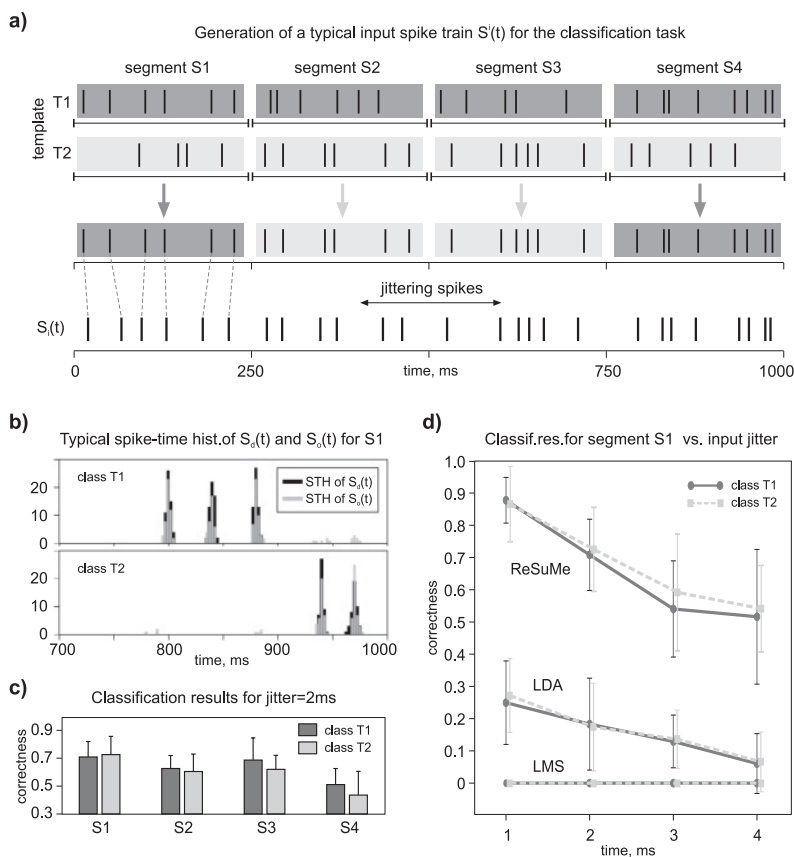 a)
Generation of a typical input spike train Sⁱ(t) for the classification task
segment S1 segment S2 segment S3 segment S4
template
T1
T2
jittering spikes
Sᵢ(t)
0 250 time, ms 750 1000
b)
Typical spike-time hist.of S_d(t) and S_o(t) for S1
class T1
STH of S_d(t)
STH of S_o(t)
20
10
0
class T2
20
10
0
700 800 900 1000
time, ms
c)
Classification results for jitter=2ms
correctness
0.9
0.7
0.5
0.3
class T1
class T2
S1 S2 S3 S4
d)
Classif.res.for segment S1 vs. input jitter
correctness
1.0
0.9
0.8
0.7
0.6
0.5
0.4
0.3
0.2
0.1
0
class T1
class T2
ReSuMe
LDA
LMS
1 2 3 4
time, ms